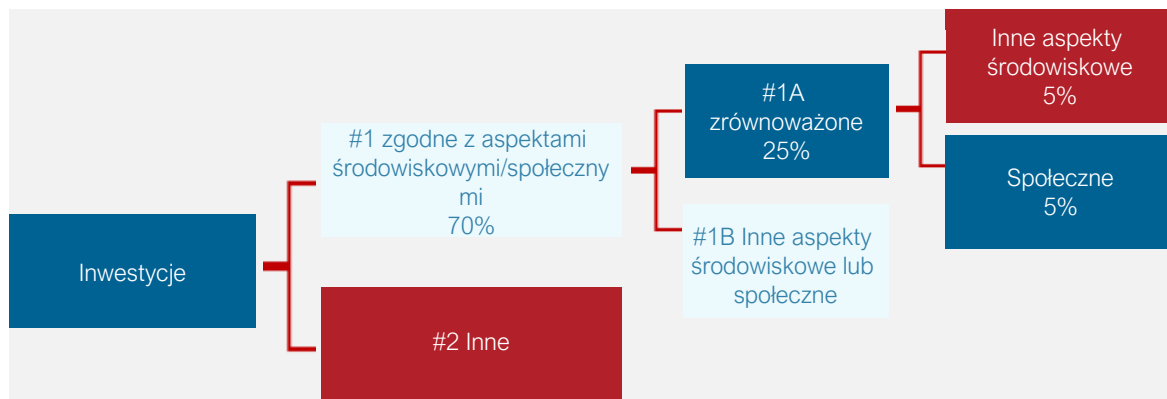 Inwestycje
#1 zgodne z aspektami
środowiskowymi/społeczny
mi
70%
#2 Inne
#1A
zrównoważone
25%
#1B Inne aspekty
środowiskowe lub
społeczne
Inne aspekty
środowiskowe
5%
Społeczne
5%